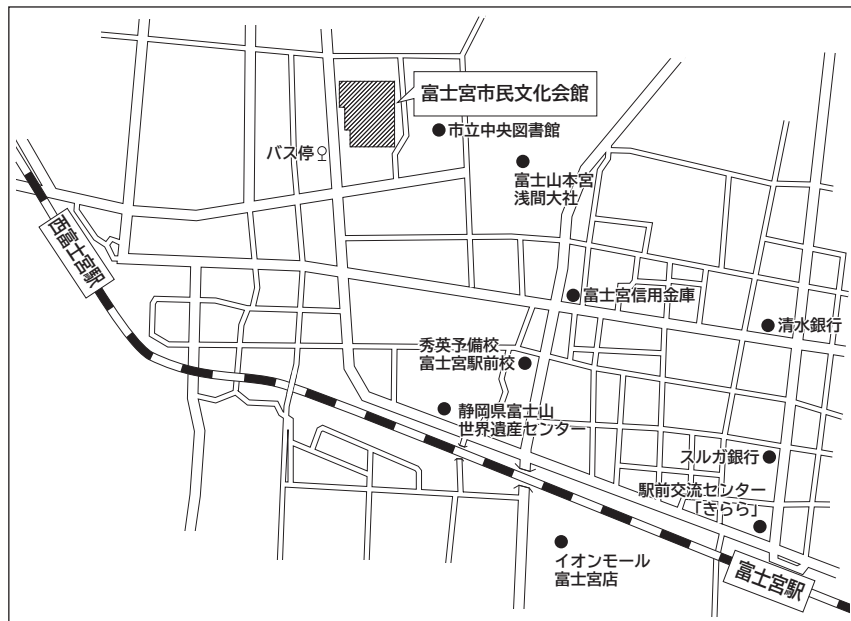 富士宮市民文化会館
市立中央図書館
バス停
富士山本宮
浅間大社
西富士宮駅
富士宮信用金庫
清水銀行
秀英予備校
富士宮駅前校
静岡県富士山
世界遺産センター
スルガ銀行
駅前交流センター
「きらら」
イオンモール
富士宮店
富士宮駅